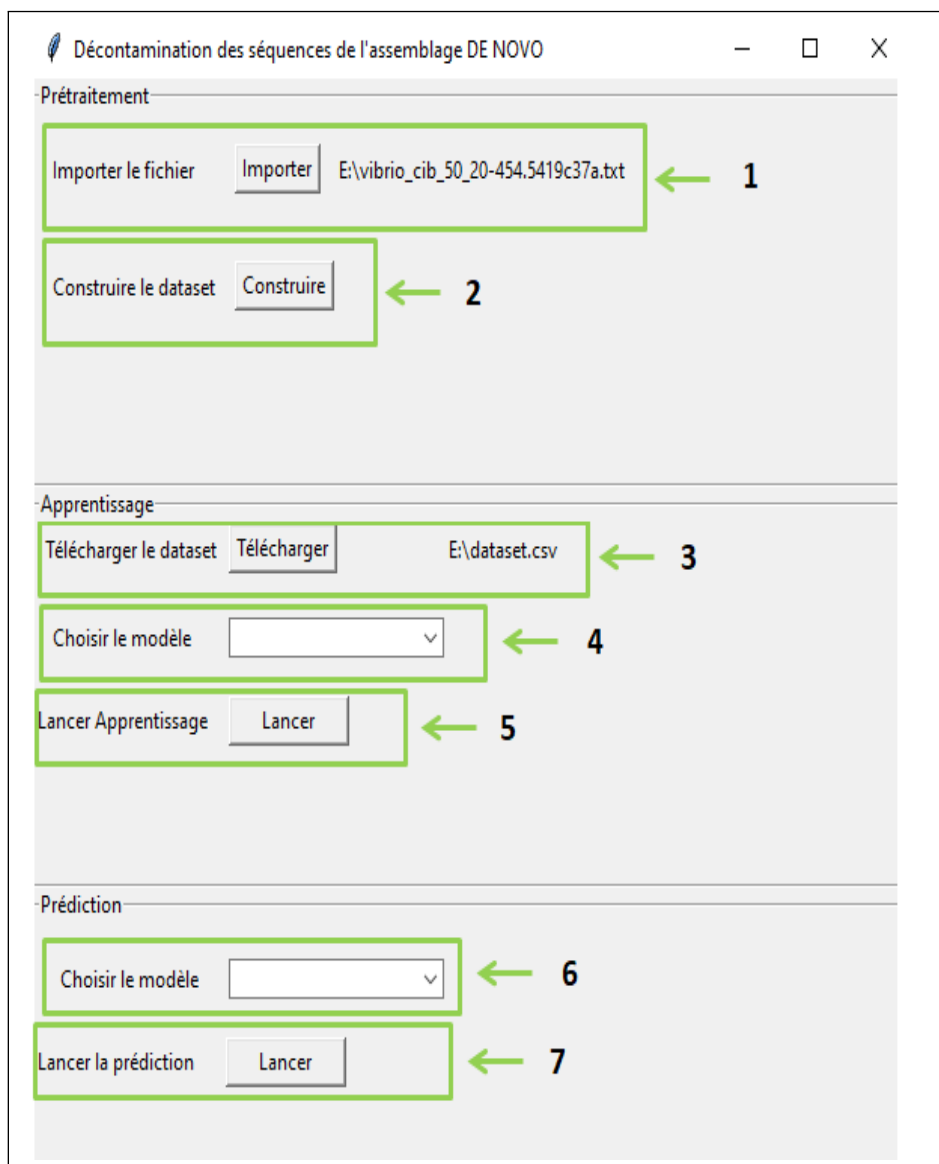 Décontamination des séquences de l'assemblage DE NOVO
Prétraitement
Importer le fichier Importer E:\vibrio_cib_50_20-454.5419c37a.txt 1
Construire le dataset Construire 2
Apprentissage
Télécharger le dataset Télécharger E:\dataset.csv 3
Choisir le modèle 4
Lancer Apprentissage Lancer 5
Prédiction
Choisir le modèle 6
Lancer la prédiction Lancer 7